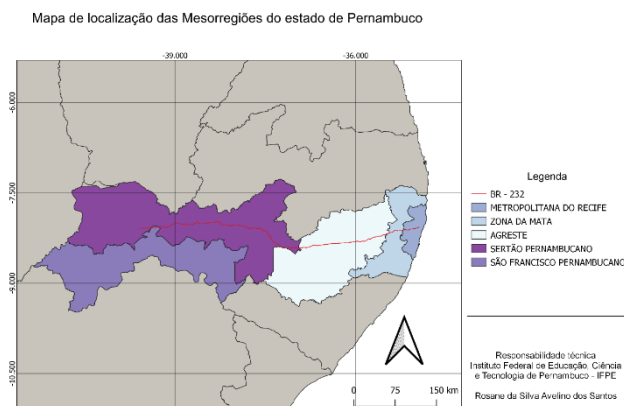 Mapa de localização das Mesorregiões do estado de Pernambuco
-39.000
-36.000
-6.000
-7.500
-9.000
-10.500
Legenda
BR - 232
METROPOLITANA DO RECIFE
ZONA DA MATA
AGRESTE
SERTÃO PERNAMBUCANO
SÃO FRANCISCO PERNAMBUCANO
0 75 150 km
Responsabilidade técnica
Instituto Federal de Educação, Ciência
e Tecnologia de Pernambuco - IFPE
Rosane da Silva Avelino dos Santos